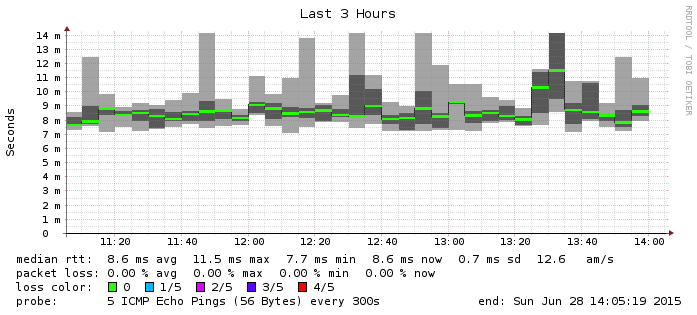 Last 3 Hours
RRDTOOL / TOBI OETIKER
Seconds
14 m
13 m
12 m
11 m
10 m
9 m
8 m
7 m
6 m
5 m
4 m
3 m
2 m
1 m
0
11:20 11:40 12:00 12:20 12:40 13:00 13:20 13:40 14:00
median rtt: 8.6 ms avg 11.5 ms max 7.7 ms min 8.6 ms now 0.7 ms sd 12.6 am/s
packet loss: 0.00 % avg 0.00 % max 0.00 % min 0.00 % now
loss color: 0 1/5 2/5 3/5 4/5
probe: 5 ICMP Echo Pings (56 Bytes) every 300s end: Sun Jun 28 14:05:19 2015